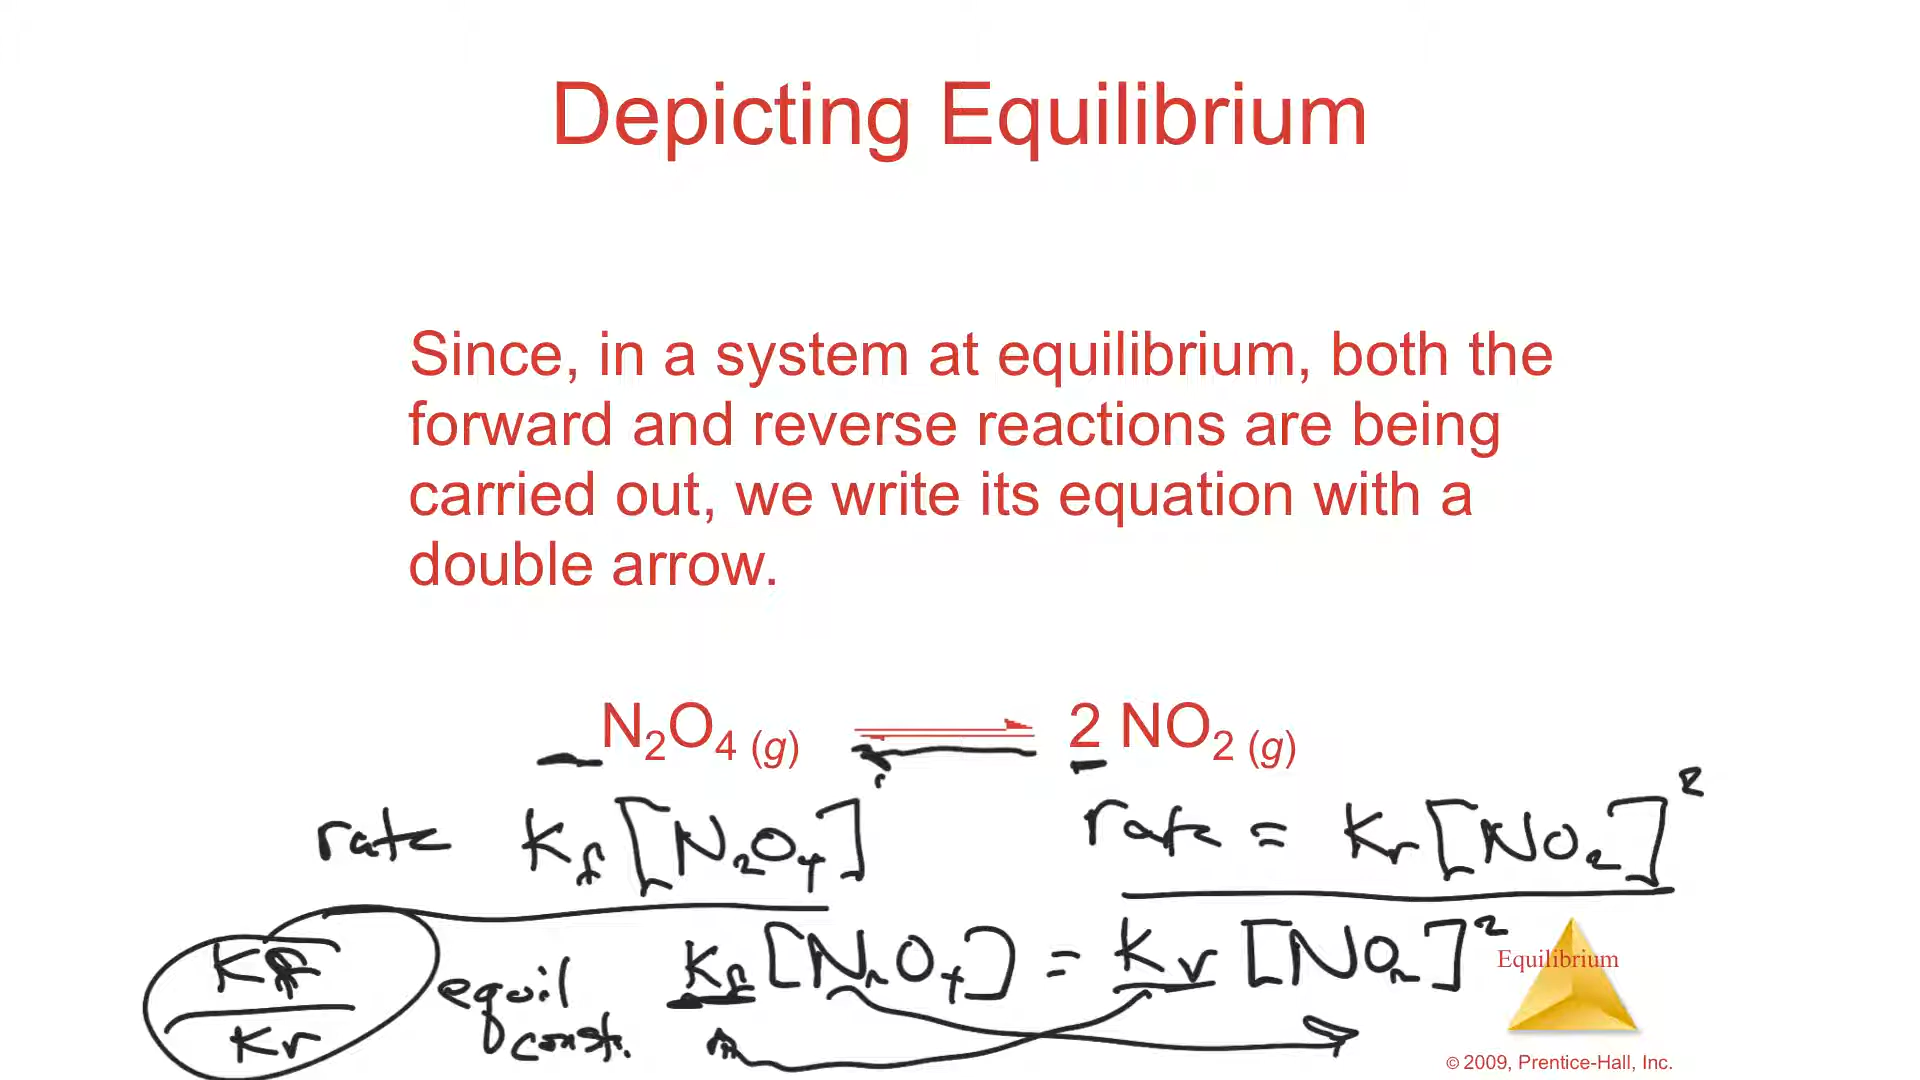 Depicting Equilibrium
Since, in a system at equilibrium, both the
forward and reverse reactions are being
carried out, we write its equation with a
double arrow.
N₂O₄ (g) ⇌ 2 NO₂ (g)
rate Kf [N₂O₄] rate = Kr [NO₂]²
Kf [N₂O₄] = Kr [NO₂]²
Kf
Kr
equil
const.
Equilibrium
© 2009, Prentice-Hall, Inc.